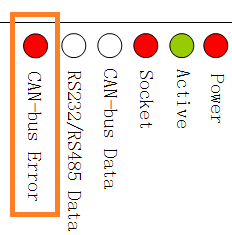 CAN-bus Error
RS232/RS485 Data
CAN-bus Data
Socket
Active
Power